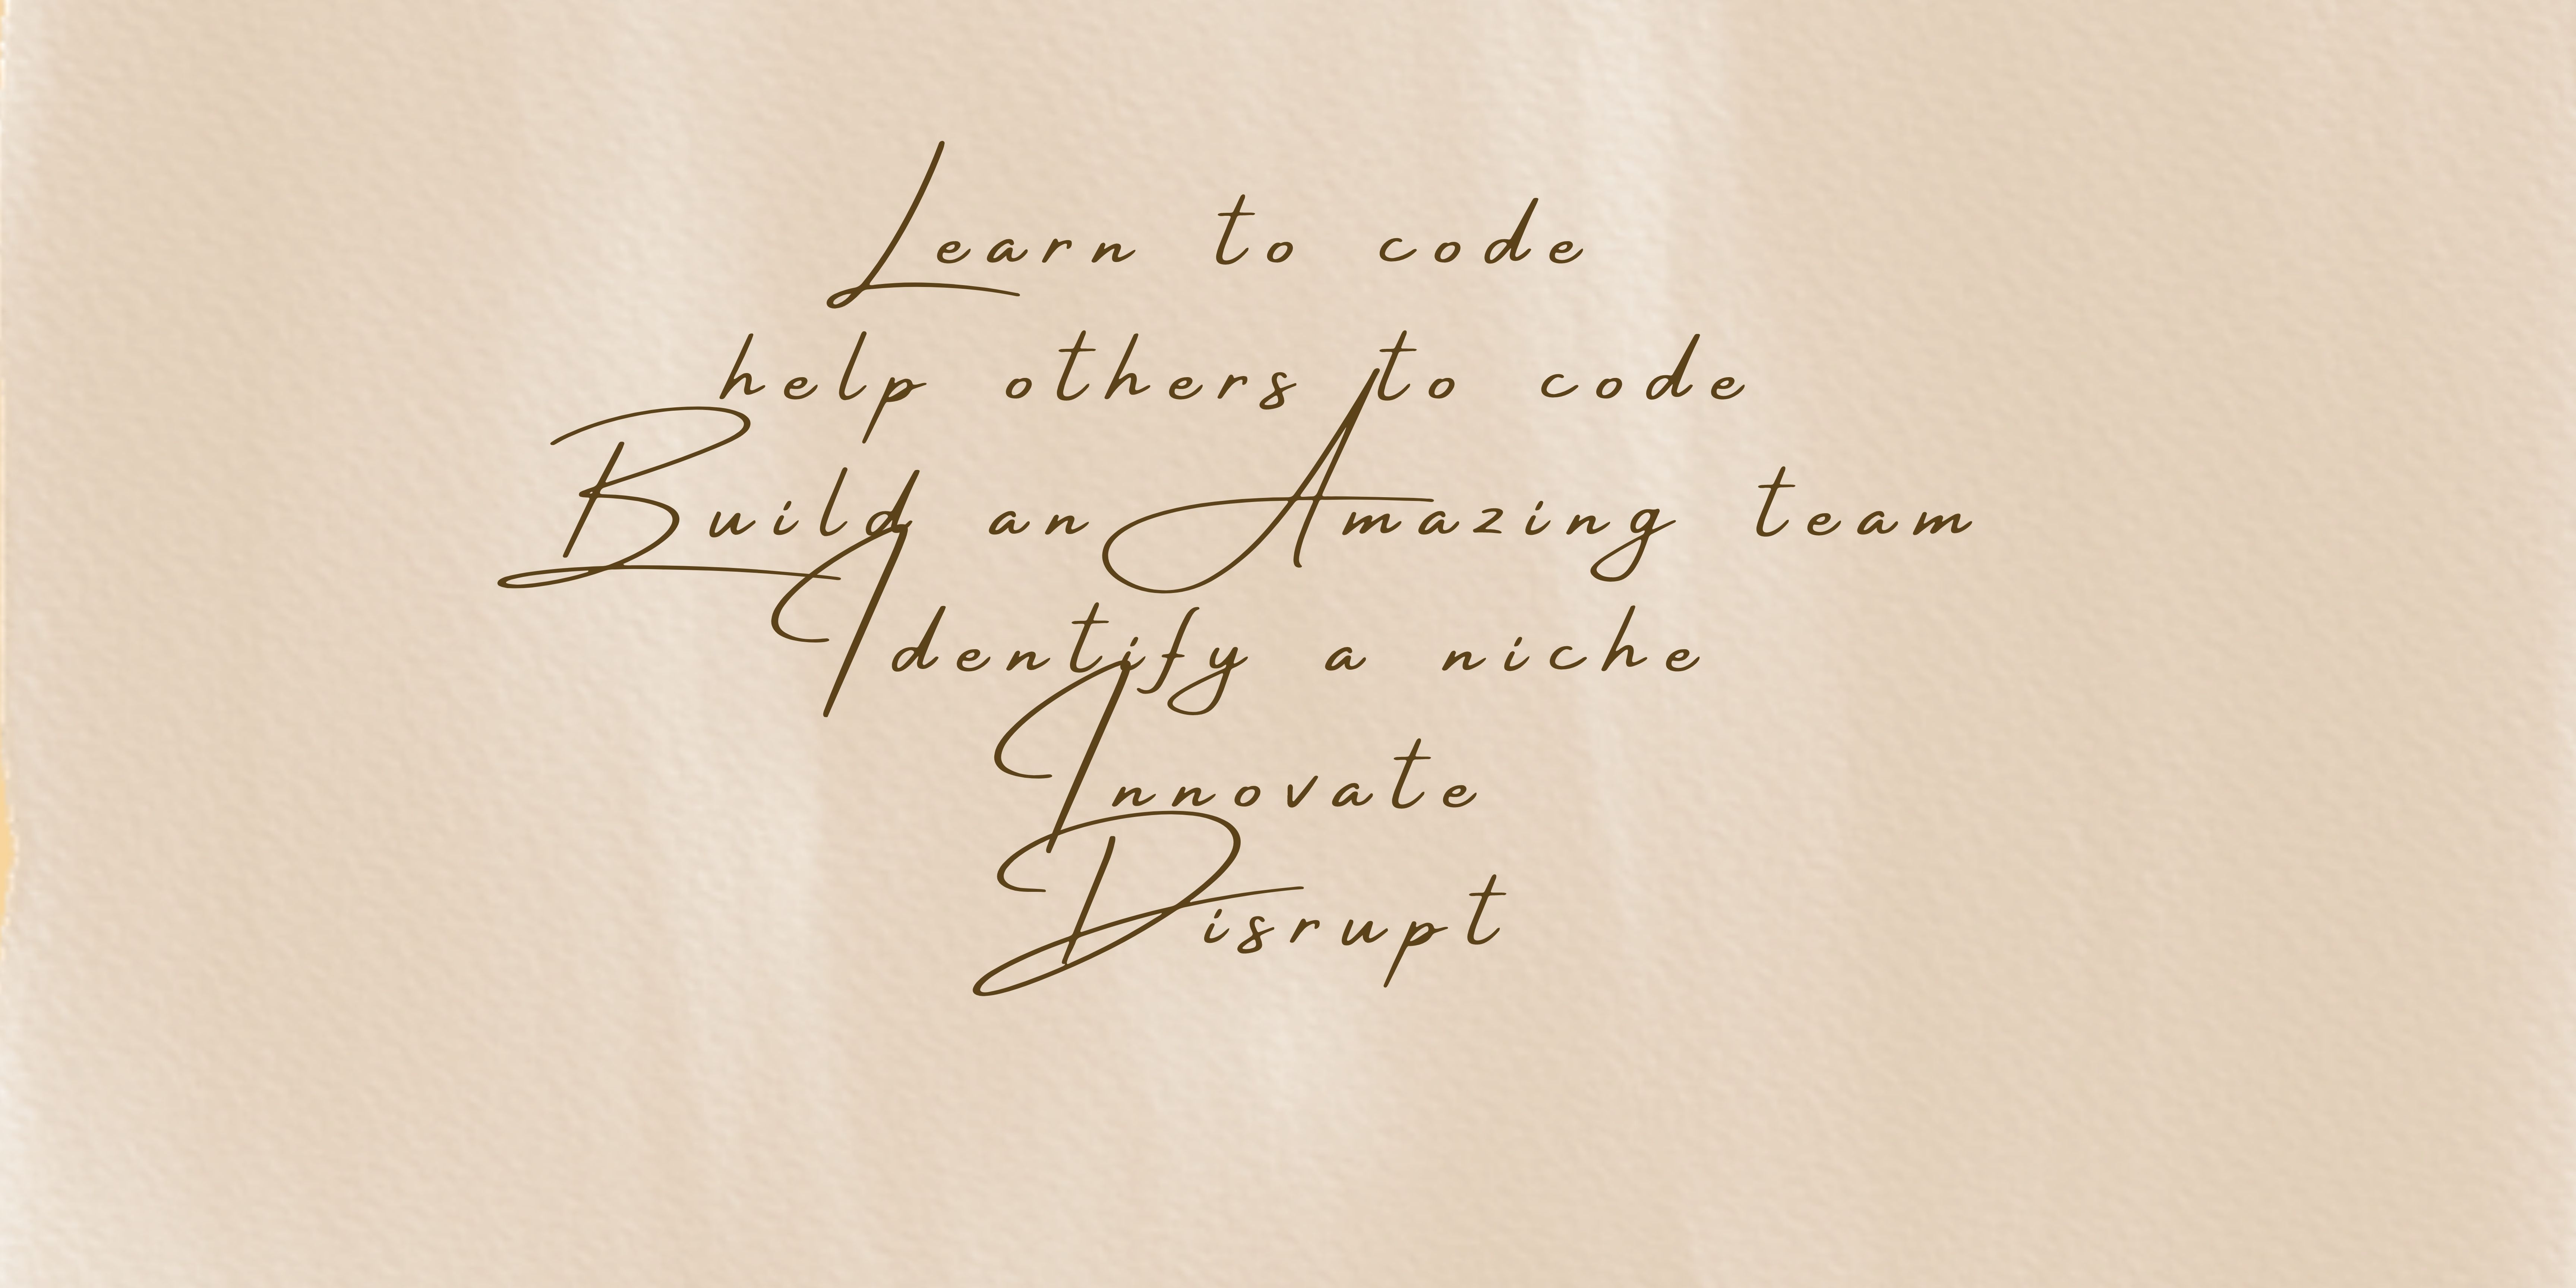 Learn to code
help others to code
Build an Amazing team
Identify a niche
Innovate
Disrupt